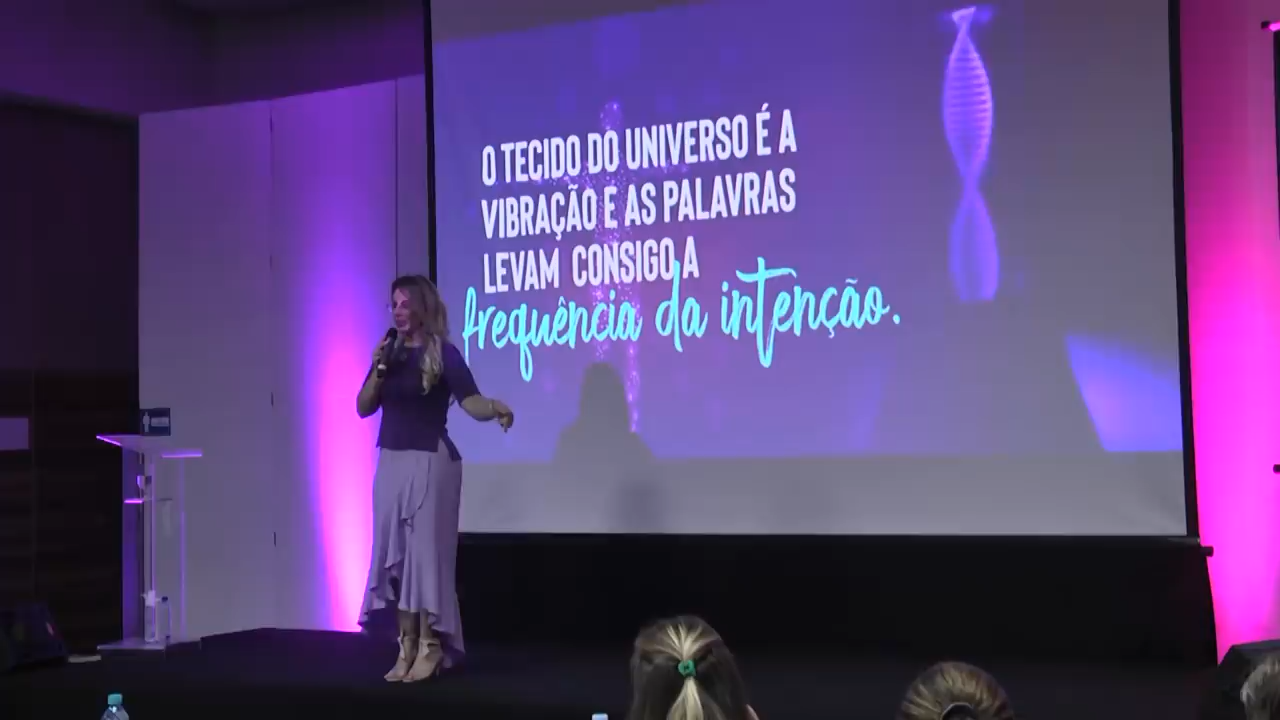 O TECIDO DO UNIVERSO É A
VIBRAÇÃO E AS PALAVRAS
LEVAM CONSIGO A
frequência da intenção.